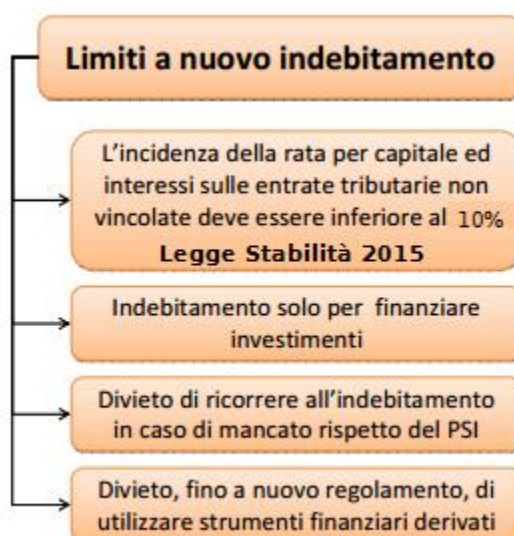 Limiti a nuovo indebitamento
L'incidenza della rata per capitale ed
interessi sulle entrate tributarie non
vincolate deve essere inferiore al 10%
Legge Stabilità 2015
Indebitamento solo per finanziare
investimenti
Divieto di ricorrere all'indebitamento
in caso di mancato rispetto del PSI
Divieto, fino a nuovo regolamento, di
utilizzare strumenti finanziari derivati